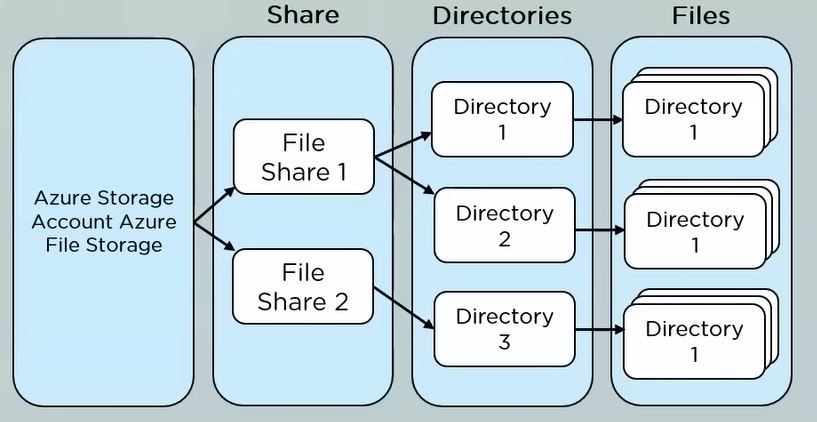 Share
Directories
Files
Azure Storage
Account Azure
File Storage
File
Share 1
File
Share 2
Directory
1
Directory
2
Directory
3
Directory
1
Directory
1
Directory
1